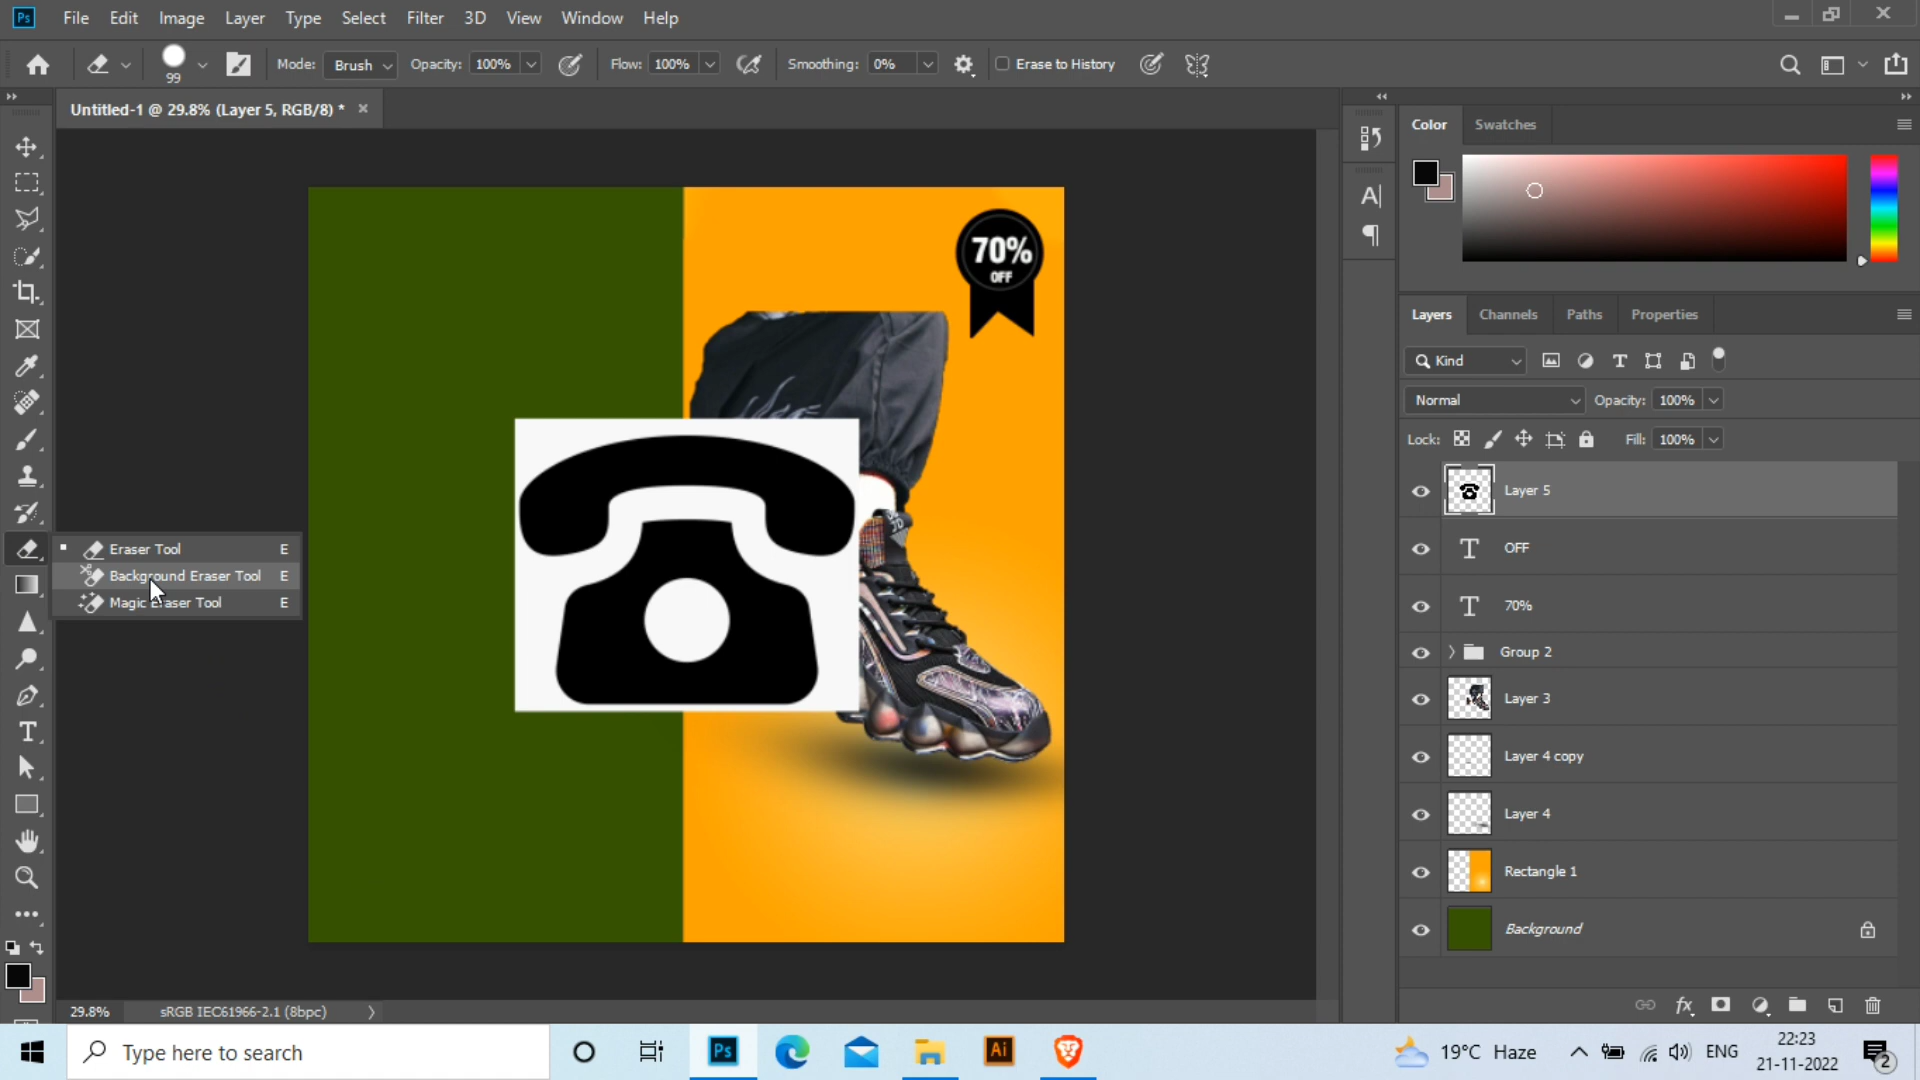 Ps File Edit Image Layer Type Select Filter 3D View Window Help
99 Mode: Brush Opacity: 100% Flow: 100% Smoothing: 0% Erase to History
Untitled-1 @ 29.8% (Layer 5, RGB/8) *
Color Swatches
70%
OFF
Eraser Tool E
Background Eraser Tool E
Magic Eraser Tool E
Layers Channels Paths Properties
Kind
Normal Opacity: 100%
Lock: Fill: 100%
Layer 5
OFF
70%
Group 2
Layer 3
Layer 4 copy
Layer 4
Rectangle 1
Background
29.8% sRGB IEC61966-2.1 (8bpc)
Type here to search Ps Ai 19°C Haze ENG 22:23
21-11-2022 2